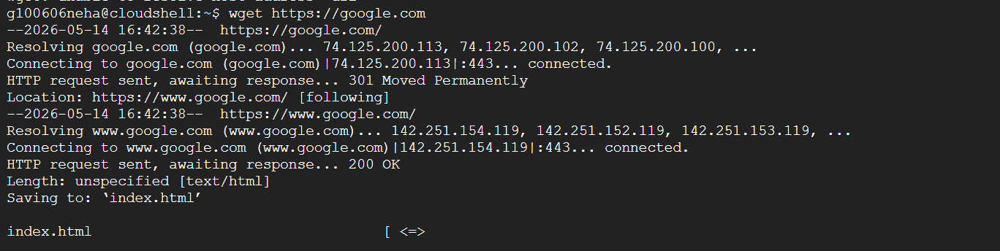 g100606neha@cloudshell:~$ wget https://google.com
--2026-05-14 16:42:38--  https://google.com/
Resolving google.com (google.com)... 74.125.200.113, 74.125.200.102, 74.125.200.100, ...
Connecting to google.com (google.com)|74.125.200.113|:443... connected.
HTTP request sent, awaiting response... 301 Moved Permanently
Location: https://www.google.com/ [following]
--2026-05-14 16:42:38--  https://www.google.com/
Resolving www.google.com (www.google.com)... 142.251.154.119, 142.251.152.119, 142.251.153.119, ...
Connecting to www.google.com (www.google.com)|142.251.154.119|:443... connected.
HTTP request sent, awaiting response... 200 OK
Length: unspecified [text/html]
Saving to: ‘index.html’
index.html                                  [ <=>